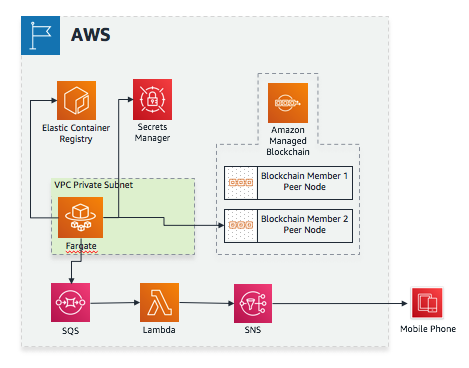 AWS
Elastic Container
Registry
Secrets
Manager
Amazon
Managed
Blockchain
VPC Private Subnet
Fargate
Blockchain Member 1
Peer Node
Blockchain Member 2
Peer Node
SQS
Lambda
SNS
Mobile Phone